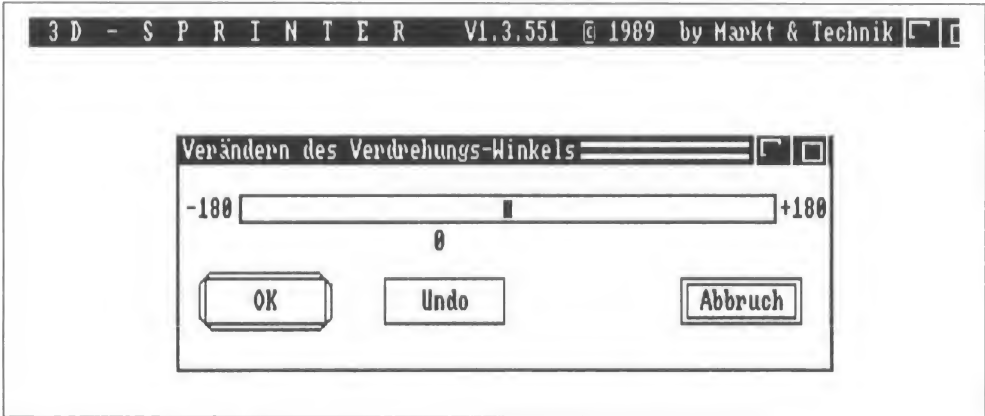 3 D - S P R I N T E R V1.3.551 © 1989 by Markt & Technik
Verändern des Verdrehungs-Winkels
-180 +180
0
OK Undo Abbruch